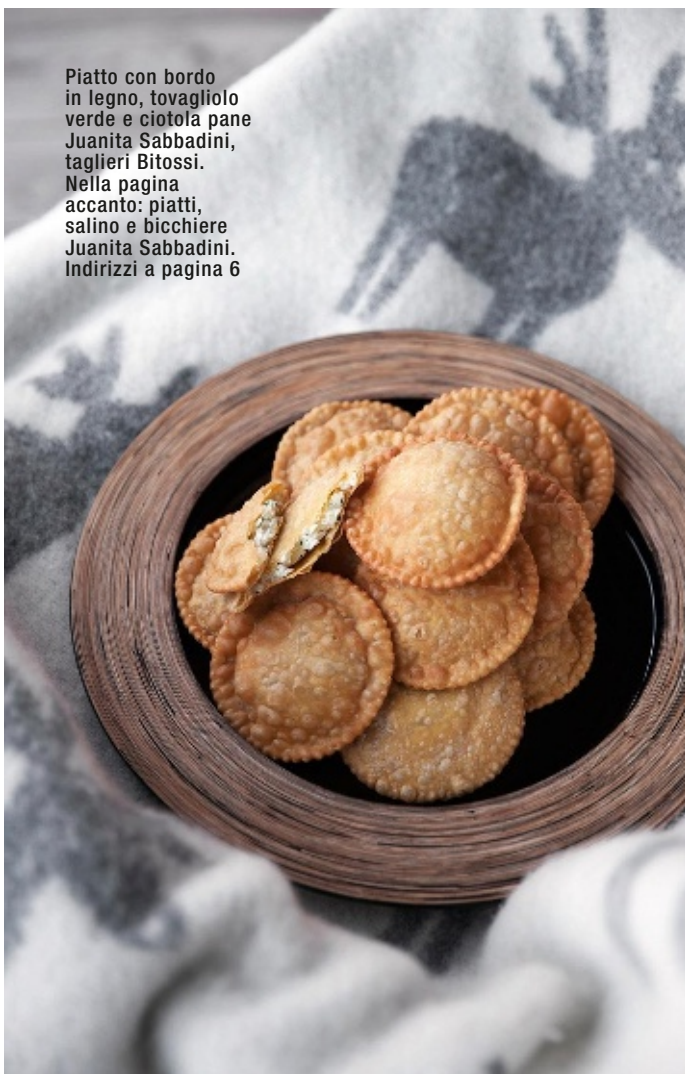 Piatto con bordo
in legno, tovagliolo
verde e ciotola pane
Juanita Sabbadini,
taglieri Bitossi.
Nella pagina
accanto: piatti,
salino e bicchiere
Juanita Sabbadini.
Indirizzi a pagina 6